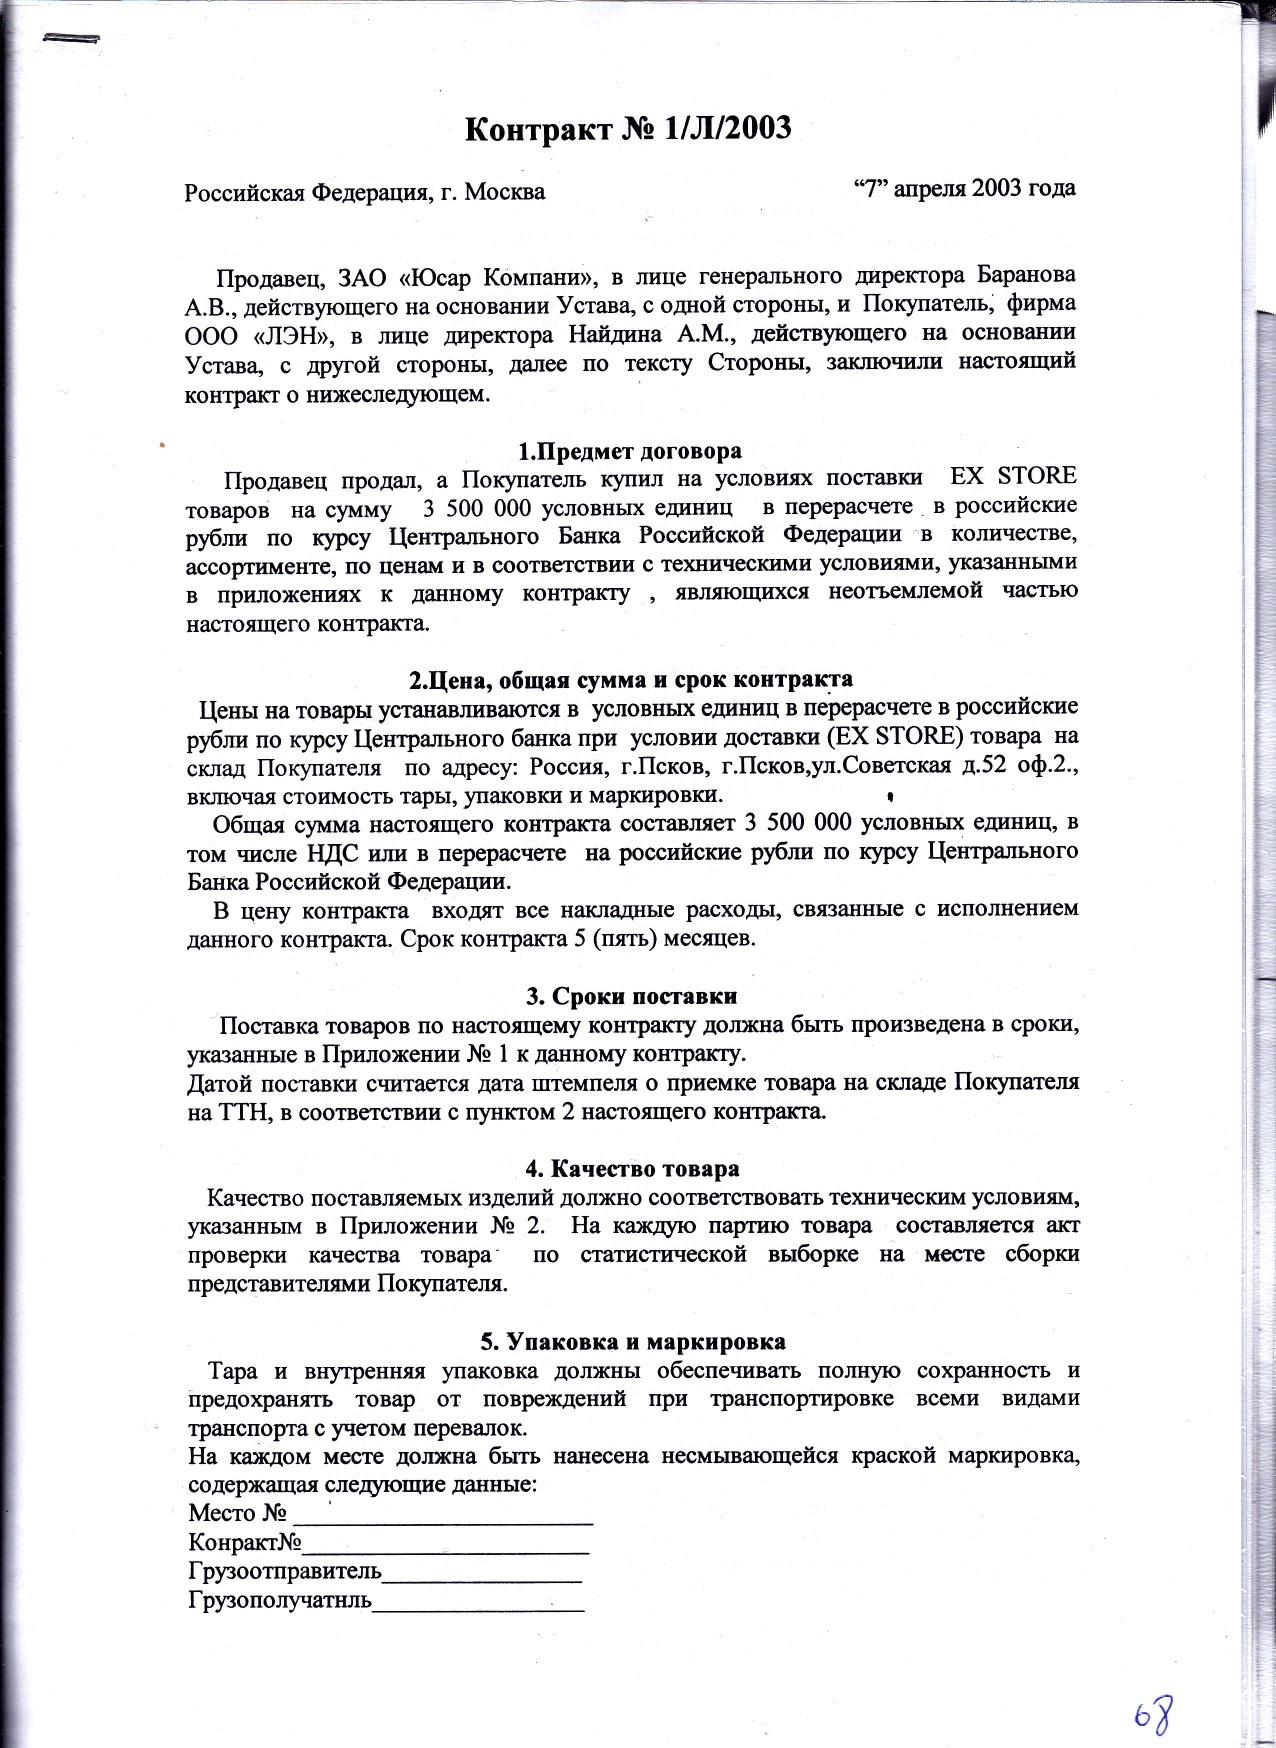 Контракт № 1/Л/2003
Российская Федерация, г. Москва “7” апреля 2003 года
Продавец, ЗАО «Юсар Компани», в лице генерального директора Баранова
А.В., действующего на основании Устава, с одной стороны, и Покупатель, фирма
ООО «ЛЭН», в лице директора Найдина А.М., действующего на основании
Устава, с другой стороны, далее по тексту Стороны, заключили настоящий
контракт о нижеследующем.
1.Предмет договора
Продавец продал, а Покупатель купил на условиях поставки EX STORE
товаров на сумму 3 500 000 условных единиц в перерасчете в российские
рубли по курсу Центрального Банка Российской Федерации в количестве,
ассортименте, по ценам и в соответствии с техническими условиями, указанными
в приложениях к данному контракту , являющихся неотъемлемой частью
настоящего контракта.
2.Цена, общая сумма и срок контракта
Цены на товары устанавливаются в условных единиц в перерасчете в российские
рубли по курсу Центрального банка при условии доставки (EX STORE) товара на
склад Покупателя по адресу: Россия, г.Псков, г.Псков,ул.Советская д.52 оф.2.,
включая стоимость тары, упаковки и маркировки.
Общая сумма настоящего контракта составляет 3 500 000 условных единиц, в
том числе НДС или в перерасчете на российские рубли по курсу Центрального
Банка Российской Федерации.
В цену контракта входят все накладные расходы, связанные с исполнением
данного контракта. Срок контракта 5 (пять) месяцев.
3. Сроки поставки
Поставка товаров по настоящему контракту должна быть произведена в сроки,
указанные в Приложении № 1 к данному контракту.
Датой поставки считается дата штемпеля о приемке товара на складе Покупателя
на ТТН, в соответствии с пунктом 2 настоящего контракта.
4. Качество товара
Качество поставляемых изделий должно соответствовать техническим условиям,
указанным в Приложении № 2. На каждую партию товара составляется акт
проверки качества товара по статистической выборке на месте сборки
представителями Покупателя.
5. Упаковка и маркировка
Тара и внутренняя упаковка должны обеспечивать полную сохранность и
предохранять товар от повреждений при транспортировке всеми видами
транспорта с учетом перевалок.
На каждом месте должна быть нанесена несмывающейся краской маркировка,
содержащая следующие данные:
Место № ________________________
Конракт№_______________________
Грузоотправитель________________
Грузополучатнль_________________
68